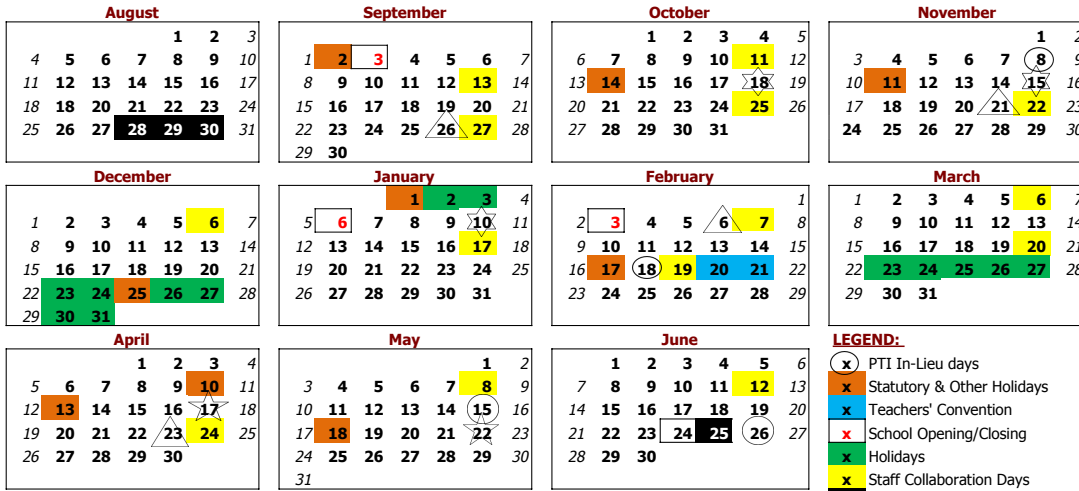 August September October November
1 2 3
4 5 6 7 8 9 10
11 12 13 14 15 16 17
18 19 20 21 22 23 24
25 26 27 28 29 30 31
1 2 3 4 5 6 7
8 9 10 11 12 13 14
15 16 17 18 19 20 21
22 23 24 25 26 27 28
29 30
1 2 3 4 5
6 7 8 9 10 11 12
13 14 15 16 17 18 19
20 21 22 23 24 25 26
27 28 29 30 31
1 2
3 4 5 6 7 8 9
10 11 12 13 14 15 16
17 18 19 20 21 22 23
24 25 26 27 28 29 30
December January February March
1 2 3 4 5 6 7
8 9 10 11 12 13 14
15 16 17 18 19 20 21
22 23 24 25 26 27 28
29 30 31
1 2 3 4
5 6 7 8 9 10 11
12 13 14 15 16 17 18
19 20 21 22 23 24 25
26 27 28 29 30 31
1
2 3 4 5 6 7 8
9 10 11 12 13 14 15
16 17 18 19 20 21 22
23 24 25 26 27 28 29
1 2 3 4 5 6 7
8 9 10 11 12 13 14
15 16 17 18 19 20 21
22 23 24 25 26 27 28
29 30 31
April May June
1 2 3 4
5 6 7 8 9 10 11
12 13 14 15 16 17 18
19 20 21 22 23 24 25
26 27 28 29 30
1 2
3 4 5 6 7 8 9
10 11 12 13 14 15 16
17 18 19 20 21 22 23
24 25 26 27 28 29 30
31
1 2 3 4 5 6
7 8 9 10 11 12 13
14 15 16 17 18 19 20
21 22 23 24 25 26 27
28 29 30
LEGEND:
x PTI In-Lieu days
x Statutory & Other Holidays
x Teachers' Convention
x School Opening/Closing
x Holidays
x Staff Collaboration Days